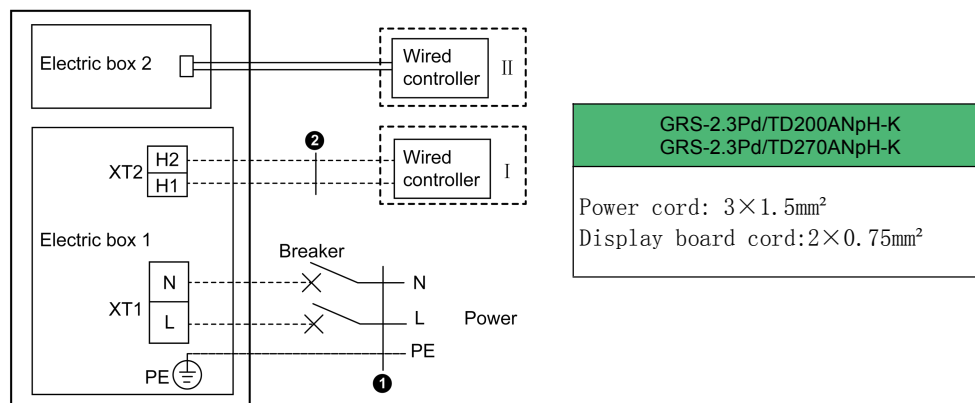 Electric box 2
Wired
controller
II
XT2
H2
H1
❷
Wired
controller
I
Electric box 1
Breaker
XT1
N
L
N
L
Power
PE
PE
❶
GRS-2.3Pd/TD200ANpH-K
GRS-2.3Pd/TD270ANpH-K
Power cord: 3×1.5mm²
Display board cord:2×0.75mm²